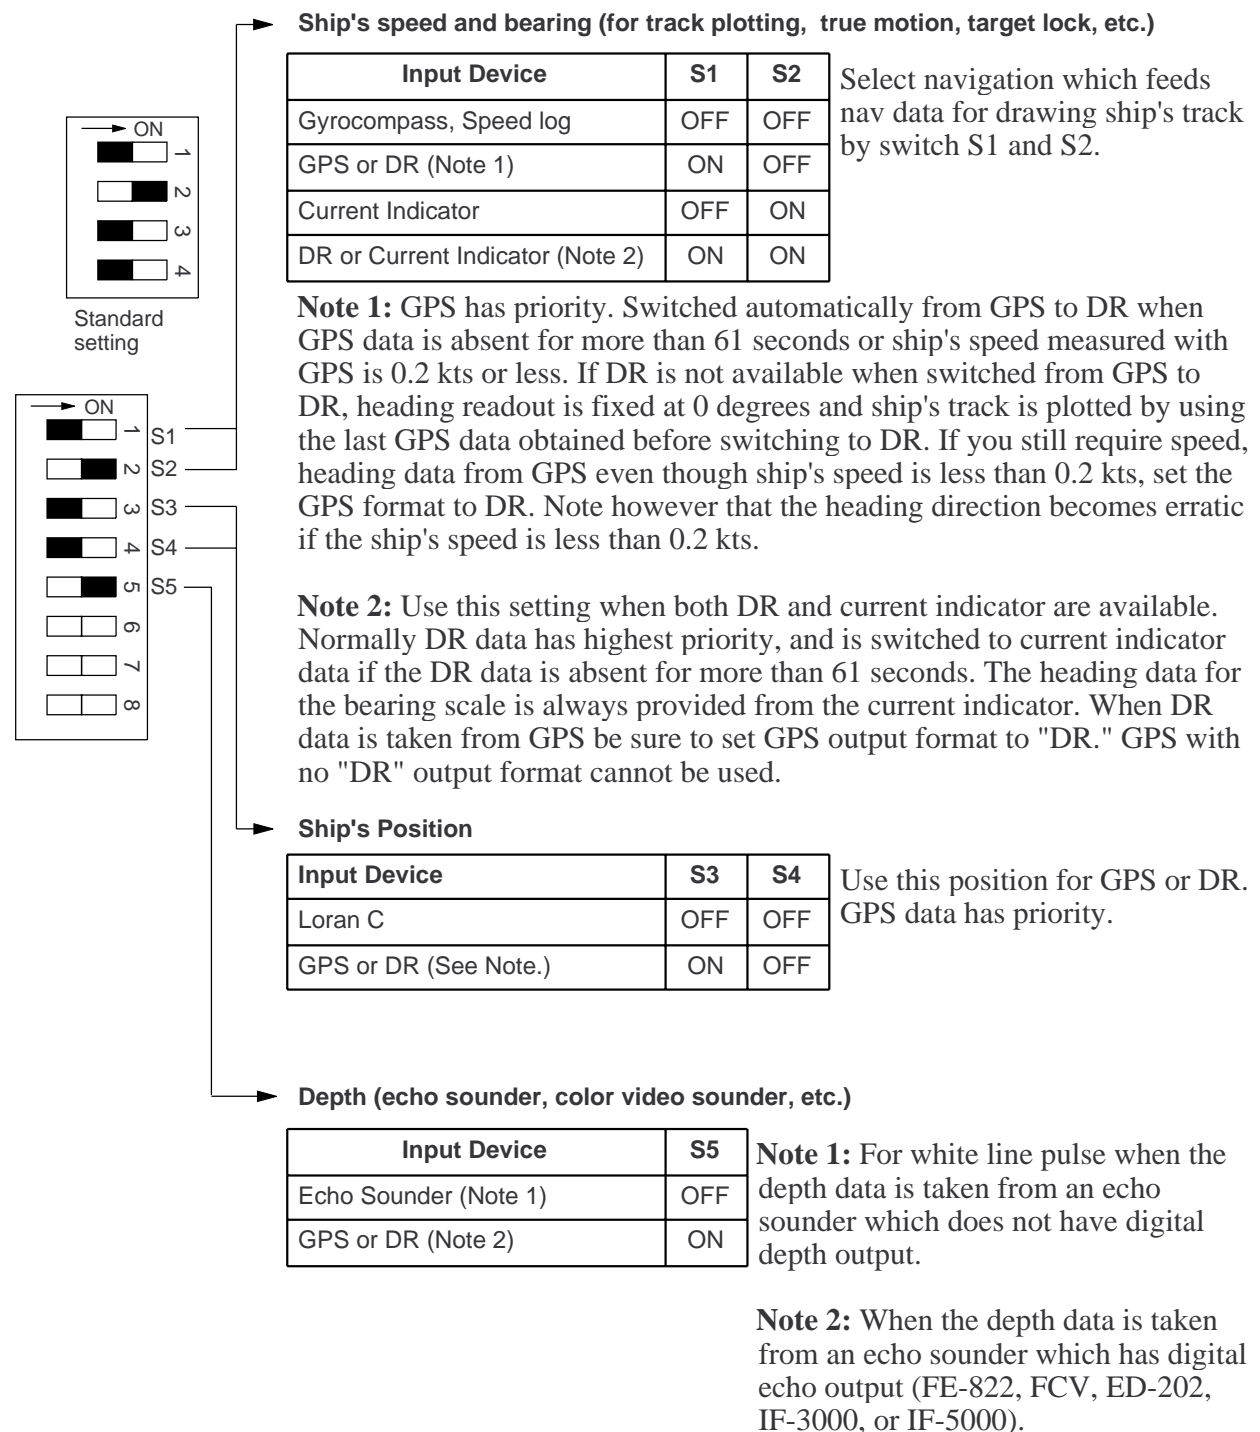 Ship's speed and bearing (for track plotting, true motion, target lock, etc.)
Input Device S1 S2
Gyrocompass, Speed log OFF OFF
GPS or DR (Note 1) ON OFF
Current Indicator OFF ON
DR or Current Indicator (Note 2) ON ON
Select navigation which feeds
nav data for drawing ship's track
by switch S1 and S2.
ON
1
2
3
4
Standard
setting
Note 1: GPS has priority. Switched automatically from GPS to DR when
GPS data is absent for more than 61 seconds or ship's speed measured with
GPS is 0.2 kts or less. If DR is not available when switched from GPS to
DR, heading readout is fixed at 0 degrees and ship's track is plotted by using
the last GPS data obtained before switching to DR. If you still require speed,
heading data from GPS even though ship's speed is less than 0.2 kts, set the
GPS format to DR. Note however that the heading direction becomes erratic
if the ship's speed is less than 0.2 kts.
ON
1 S1
2 S2
3 S3
4 S4
5 S5
6
7
8
Note 2: Use this setting when both DR and current indicator are available.
Normally DR data has highest priority, and is switched to current indicator
data if the DR data is absent for more than 61 seconds. The heading data for
the bearing scale is always provided from the current indicator. When DR
data is taken from GPS be sure to set GPS output format to "DR." GPS with
no "DR" output format cannot be used.
Ship's Position
Input Device S3 S4
Loran C OFF OFF
GPS or DR (See Note.) ON OFF
Use this position for GPS or DR.
GPS data has priority.
Depth (echo sounder, color video sounder, etc.)
Input Device S5
Echo Sounder (Note 1) OFF
GPS or DR (Note 2) ON
Note 1: For white line pulse when the
depth data is taken from an echo
sounder which does not have digital
depth output.
Note 2: When the depth data is taken
from an echo sounder which has digital
echo output (FE-822, FCV, ED-202,
IF-3000, or IF-5000).